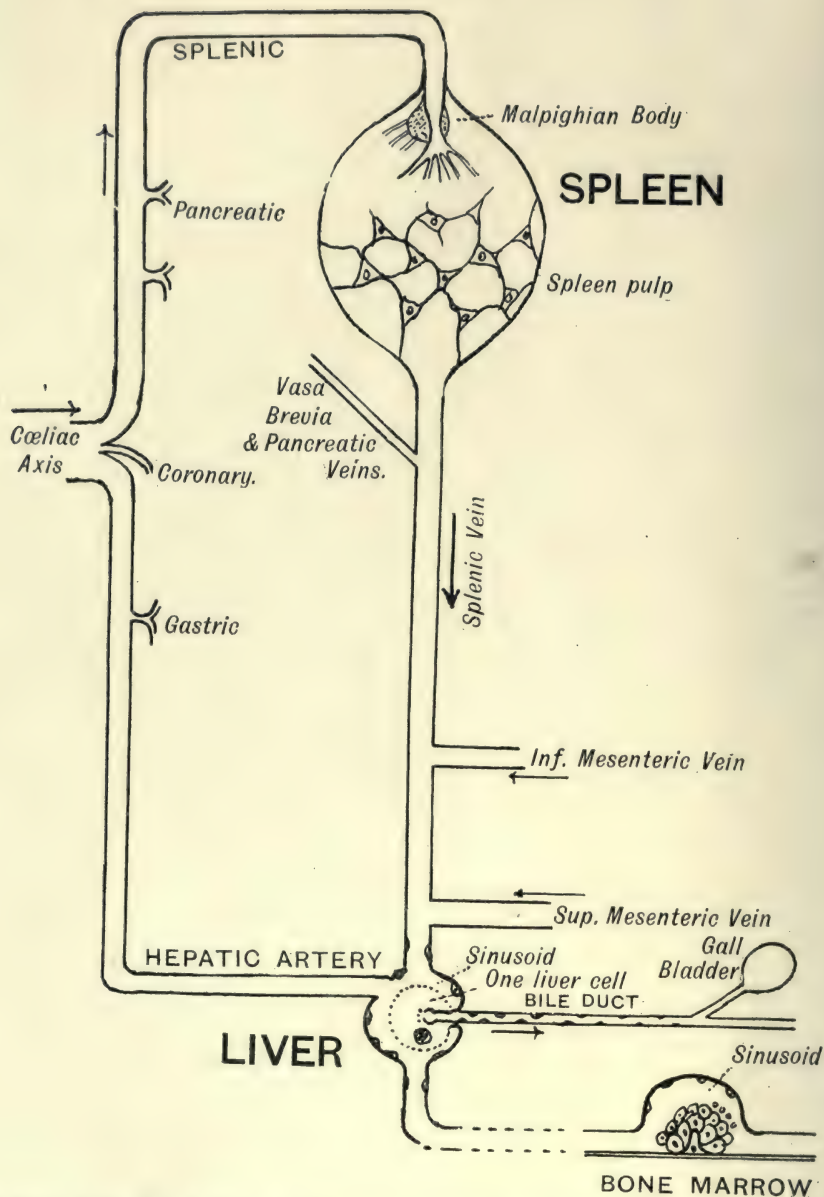 SPLENIC
Malpighian Body
SPLEEN
Pancreatic
Spleen pulp
Vasa
Brevia
& Pancreatic
Veins.
Cœliac
Axis
Coronary.
Splenic Vein
Gastric
Inf. Mesenteric Vein
Sup. Mesenteric Vein
Gall
Bladder
HEPATIC ARTERY
Sinusoid
One liver cell
BILE DUCT
LIVER
Sinusoid
BONE MARROW